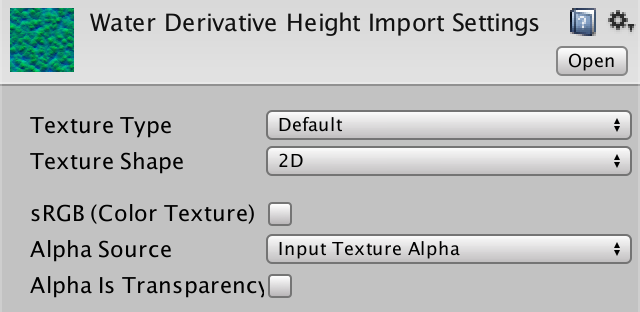 Water Derivative Height Import Settings
Open
Texture Type Default
Texture Shape 2D
sRGB (Color Texture)
Alpha Source Input Texture Alpha
Alpha Is Transparency